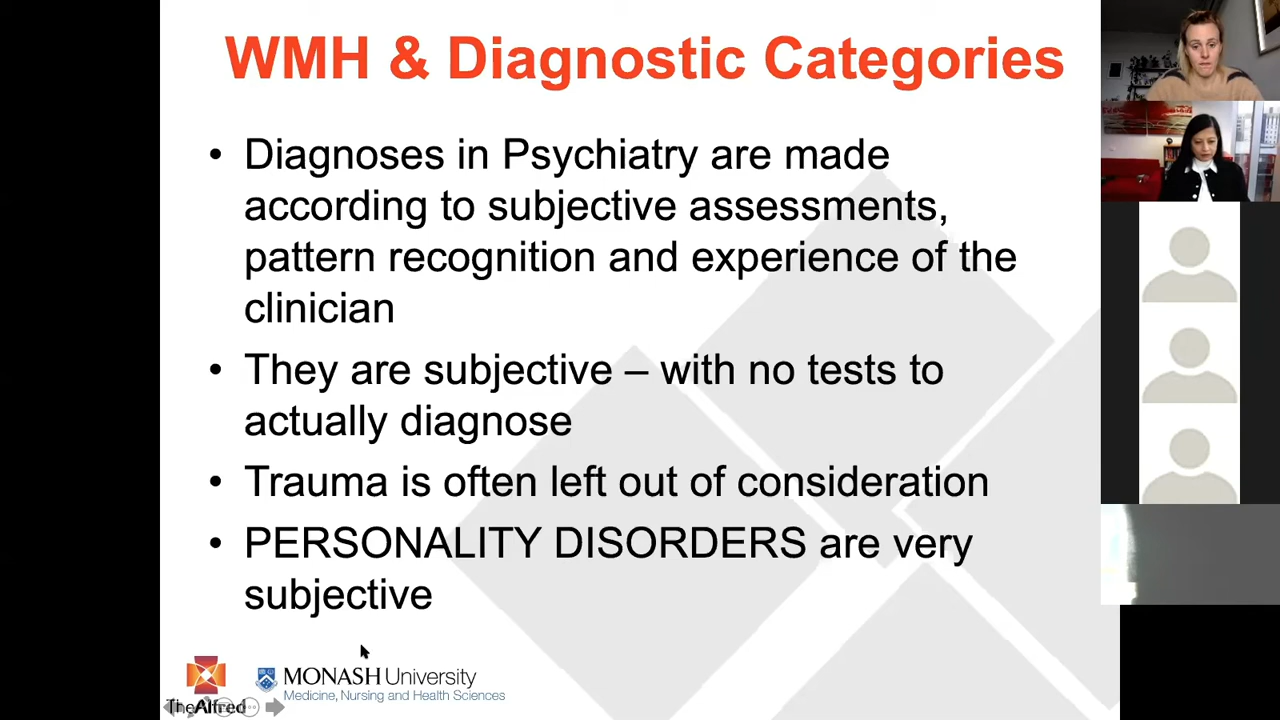 WMH & Diagnostic Categories
• Diagnoses in Psychiatry are made
according to subjective assessments,
pattern recognition and experience of the
clinician
• They are subjective – with no tests to
actually diagnose
• Trauma is often left out of consideration
• PERSONALITY DISORDERS are very
subjective
MONASH University
Medicine, Nursing and Health Sciences
TheAlfred